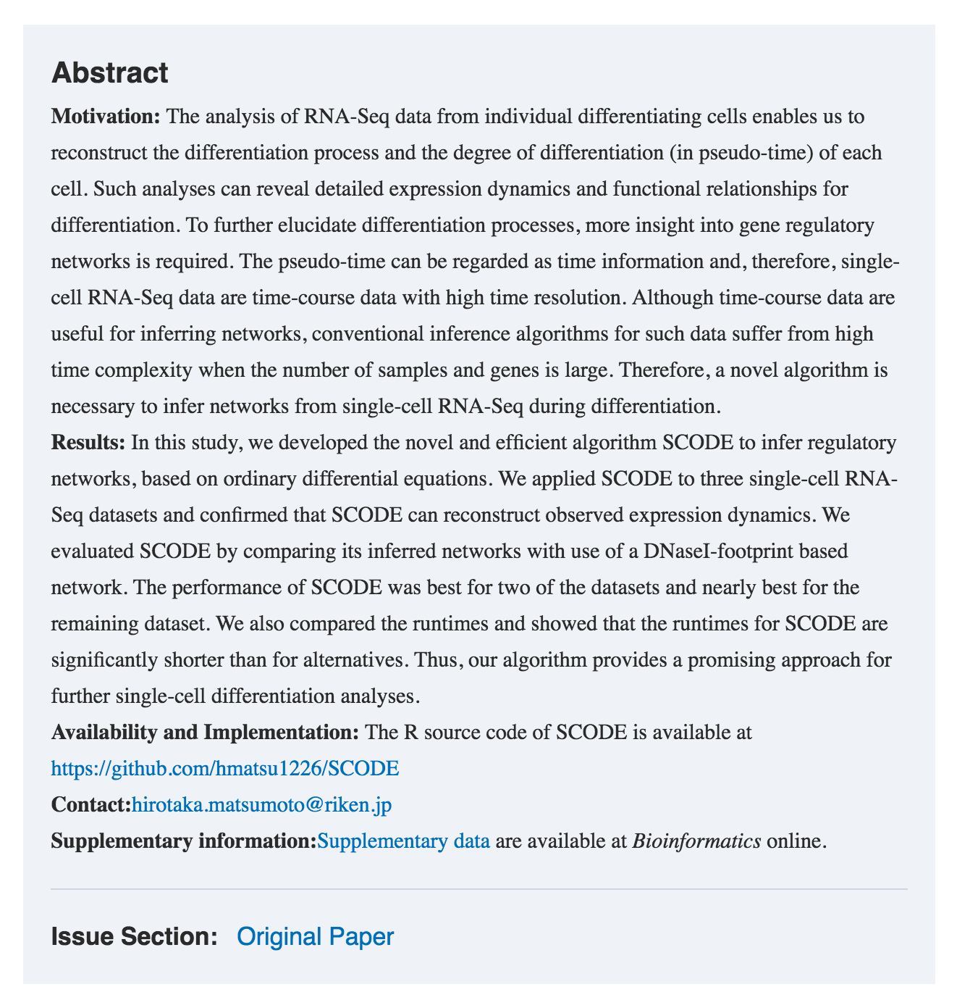 Abstract
Motivation: The analysis of RNA-Seq data from individual differentiating cells enables us to
reconstruct the differentiation process and the degree of differentiation (in pseudo-time) of each
cell. Such analyses can reveal detailed expression dynamics and functional relationships for
differentiation. To further elucidate differentiation processes, more insight into gene regulatory
networks is required. The pseudo-time can be regarded as time information and, therefore, single-
cell RNA-Seq data are time-course data with high time resolution. Although time-course data are
useful for inferring networks, conventional inference algorithms for such data suffer from high
time complexity when the number of samples and genes is large. Therefore, a novel algorithm is
necessary to infer networks from single-cell RNA-Seq during differentiation.
Results: In this study, we developed the novel and efficient algorithm SCODE to infer regulatory
networks, based on ordinary differential equations. We applied SCODE to three single-cell RNA-
Seq datasets and confirmed that SCODE can reconstruct observed expression dynamics. We
evaluated SCODE by comparing its inferred networks with use of a DNaseI-footprint based
network. The performance of SCODE was best for two of the datasets and nearly best for the
remaining dataset. We also compared the runtimes and showed that the runtimes for SCODE are
significantly shorter than for alternatives. Thus, our algorithm provides a promising approach for
further single-cell differentiation analyses.
Availability and Implementation: The R source code of SCODE is available at
https://github.com/hmatsu1226/SCODE
Contact:hirotaka.matsumoto@riken.jp
Supplementary information:Supplementary data are available at Bioinformatics online.
Issue Section: Original Paper